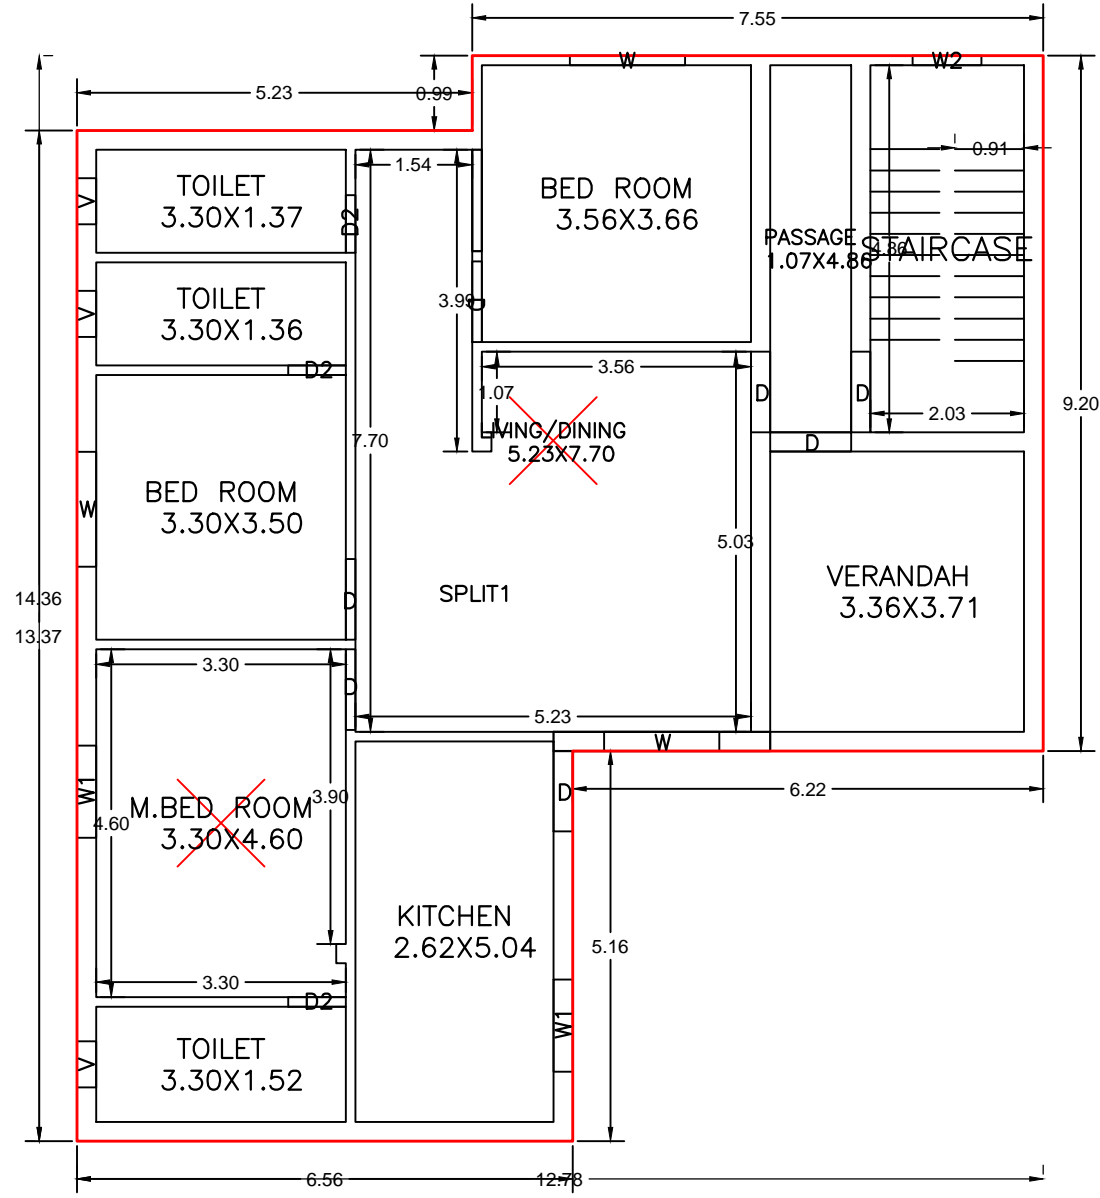 7.55
W
W2
5.23
0.99
0.91
1.54
TOILET
3.30X1.37
V
D2
BED ROOM
3.56X3.66
PASSAGE
1.07X4.86
4.86
STAIRCASE
TOILET
3.30X1.36
V
3.99
D
D2
3.56
1.07
D
D
2.03
9.20
7.70
LIVING/DINING
5.23X7.70
D
BED ROOM
3.30X3.50
W
5.03
VERANDAH
3.36X3.71
SPLIT1
14.36
13.37
D
3.30
D
5.23
W
M.BED ROOM
3.30X4.60
W1
4.60
3.90
D
6.22
KITCHEN
2.62X5.04
5.16
3.30
D2
W1
TOILET
3.30X1.52
V
6.56
12.78